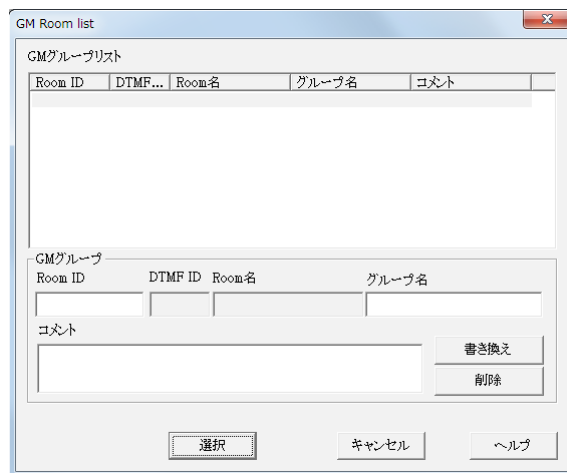 GM Room list
GMグループリスト
Room ID DTMF... Room名 グループ名 コメント
GMグループ
Room ID DTMF ID Room名 グループ名
コメント
書き換え
削除
選択 キャンセル ヘルプ